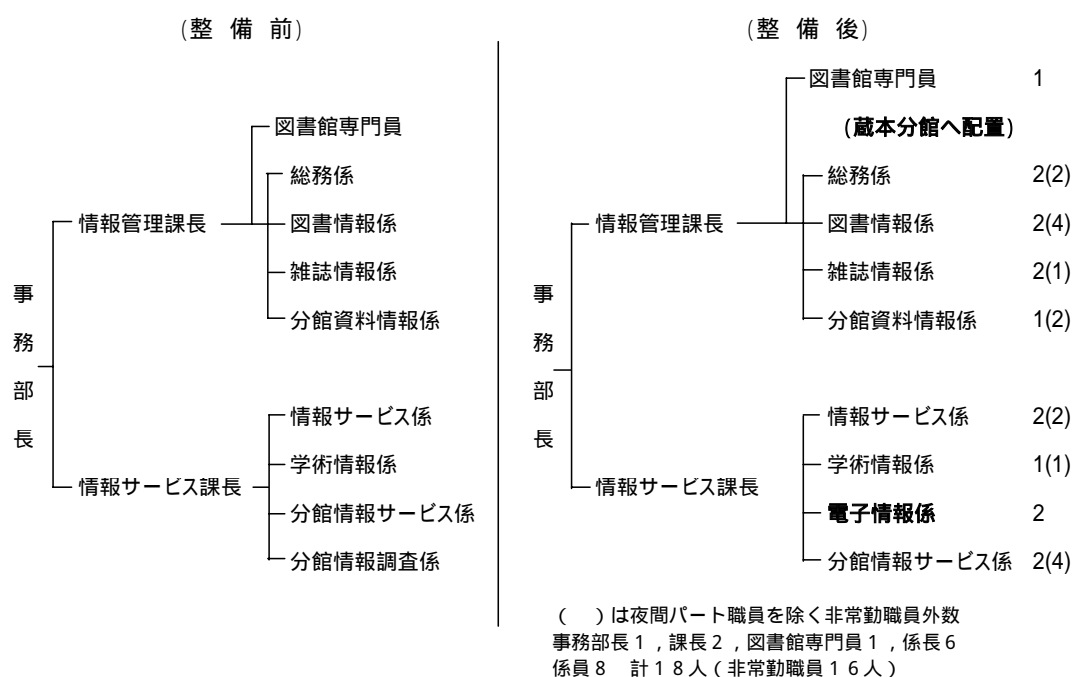 (整 備 前)
事務部長
情報管理課長
図書館専門員
総務係
図書情報係
雑誌情報係
分館資料情報係
情報サービス課長
情報サービス係
学術情報係
分館情報サービス係
分館情報調査係
(整 備 後)
事務部長
情報管理課長
図書館専門員 1
(蔵本分館へ配置)
総務係 2(2)
図書情報係 2(4)
雑誌情報係 2(1)
分館資料情報係 1(2)
情報サービス課長
情報サービス係 2(2)
学術情報係 1(1)
電子情報係 2
分館情報サービス係 2(4)
( )は夜間パート職員を除く非常勤職員外数
事務部長1,課長2,図書館専門員1,係長6
係員8 計18人(非常勤職員16人)